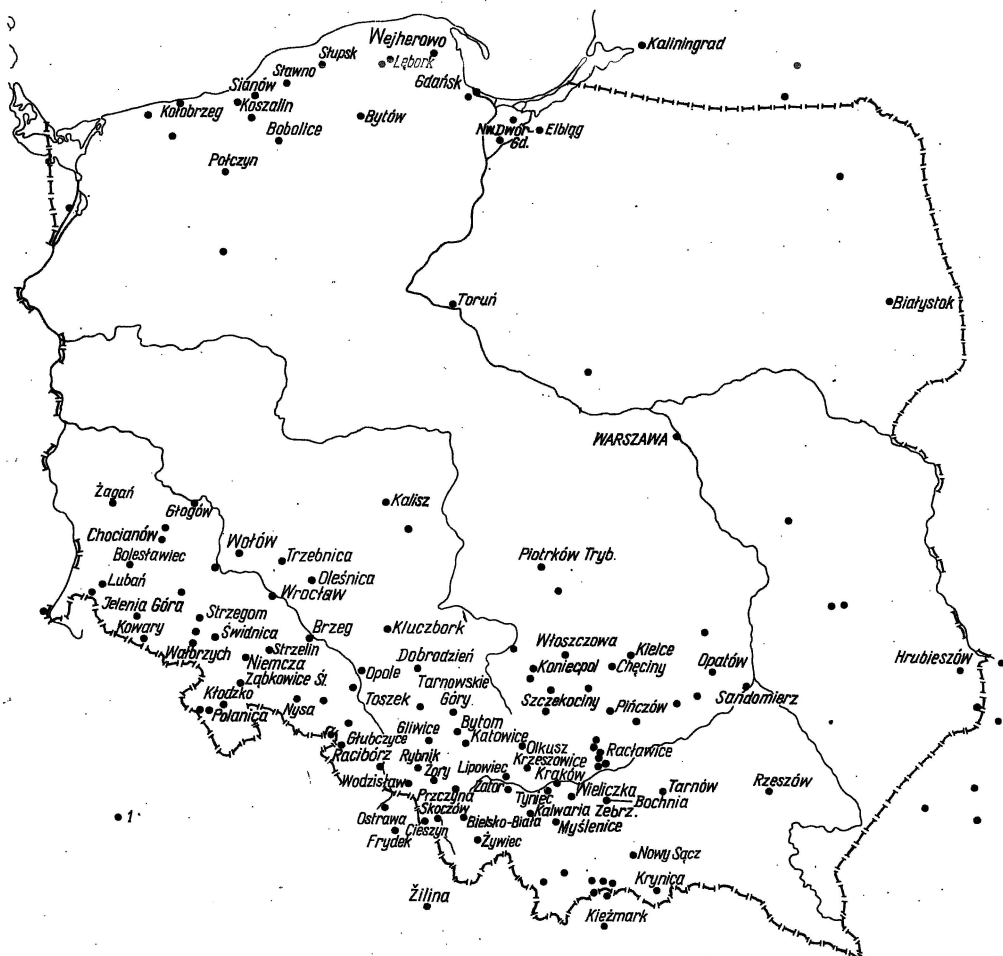 Wejherowo
Kaliningrad
Słupsk
Lębork
Sławno
Gdańsk
Sianów
Kołobrzeg
Koszalin
Bytów
Nw.Dwór
Gd.
Elbląg
Bobolice
Połczyn
Toruń
Białystok
WARSZAWA
Żagań
Głogów
Kalisz
Chocianów
Wołów
Bolesławiec
Trzebnica
Piotrków Tryb.
Lubań
Oleśnica
Wrocław
Jelenia Góra
Strzegom
Kowary
Świdnica
Brzeg
Kluczbork
Wałbrzych
Strzelin
Niemcza
Włoszczowa
Kielce
Dobrodzień
Koniecpol
Chęciny
Opatów
Hrubieszów
Ząbkowice Śl.
Opole
Tarnowskie
Góry
Kłodzko
Nysa
Toszek
Szczekociny
Pińczów
Sandomierz
Polanica
Gliwice
Bytom
Głubczyce
Katowice
Olkusz
Racławice
Racibórz
Rybnik
Krzeszowice
Żory
Lipowiec
Kraków
Wodzisław
Zator
Wieliczka
Tarnów
Rzeszów
Pszczyna
Tyniec
Bochnia
1
Ostrawa
Skoczów
Kalwaria Zebrz.
Cieszyn
Bielsko-Biała
Myślenice
Frydek
Żywiec
Nowy Sącz
Krynica
Žilina
Kieżmark